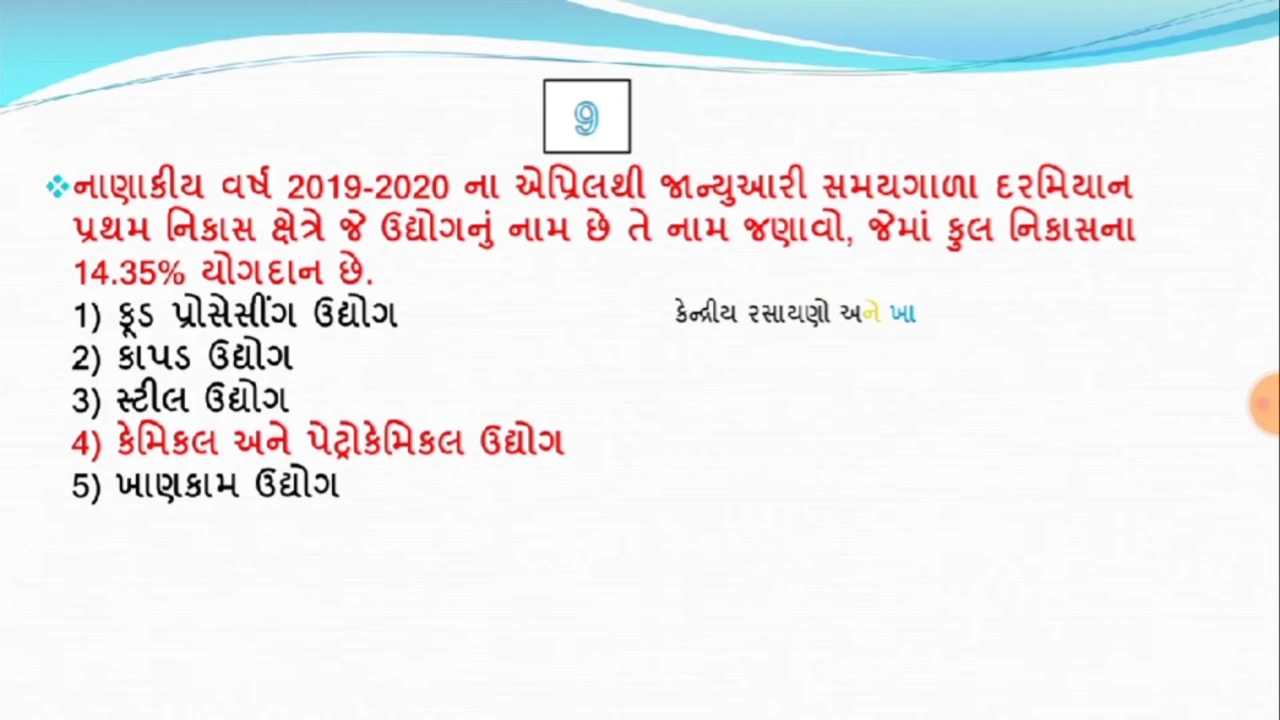 9
નાણાકીય વર્ષ 2019-2020 ના એપ્રિલથી જાન્યુઆરી સમયગાળા દરમિયાન
પ્રથમ નિકાસ ક્ષેત્રે જે ઉદ્યોગનું નામ છે તે નામ જણાવો, જેમાં કુલ નિકાસના
14.35% યોગદાન છે.
1) ફૂડ પ્રોસેસીંગ ઉદ્યોગ
કેન્દ્રીય રસાયણો અને ખા
2) કાપડ ઉદ્યોગ
3) સ્ટીલ ઉદ્યોગ
4) કેમિકલ અને પેટ્રોકેમિકલ ઉદ્યોગ
5) ખાણકામ ઉદ્યોગ